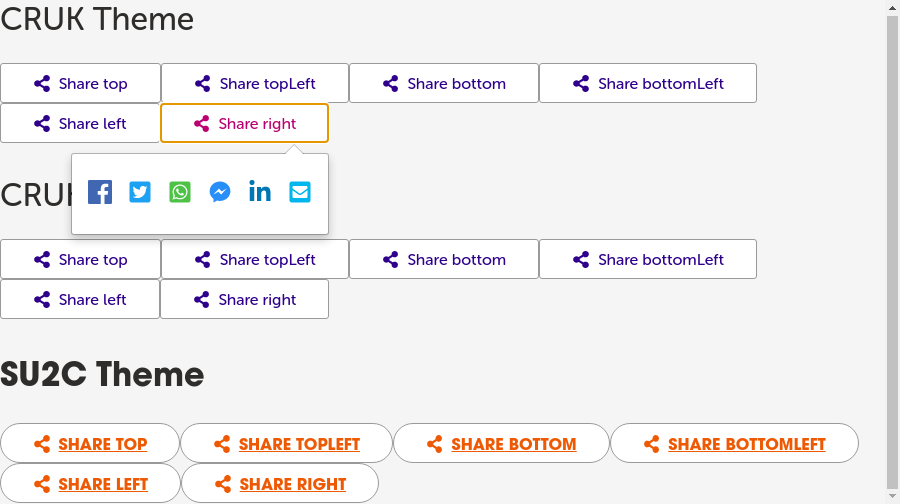 CRUK Theme
Share top Share topLeft Share bottom Share bottomLeft
Share left Share right
CRUK
Share top Share topLeft Share bottom Share bottomLeft
Share left Share right
SU2C Theme
SHARE TOP SHARE TOPLEFT SHARE BOTTOM SHARE BOTTOMLEFT
SHARE LEFT SHARE RIGHT